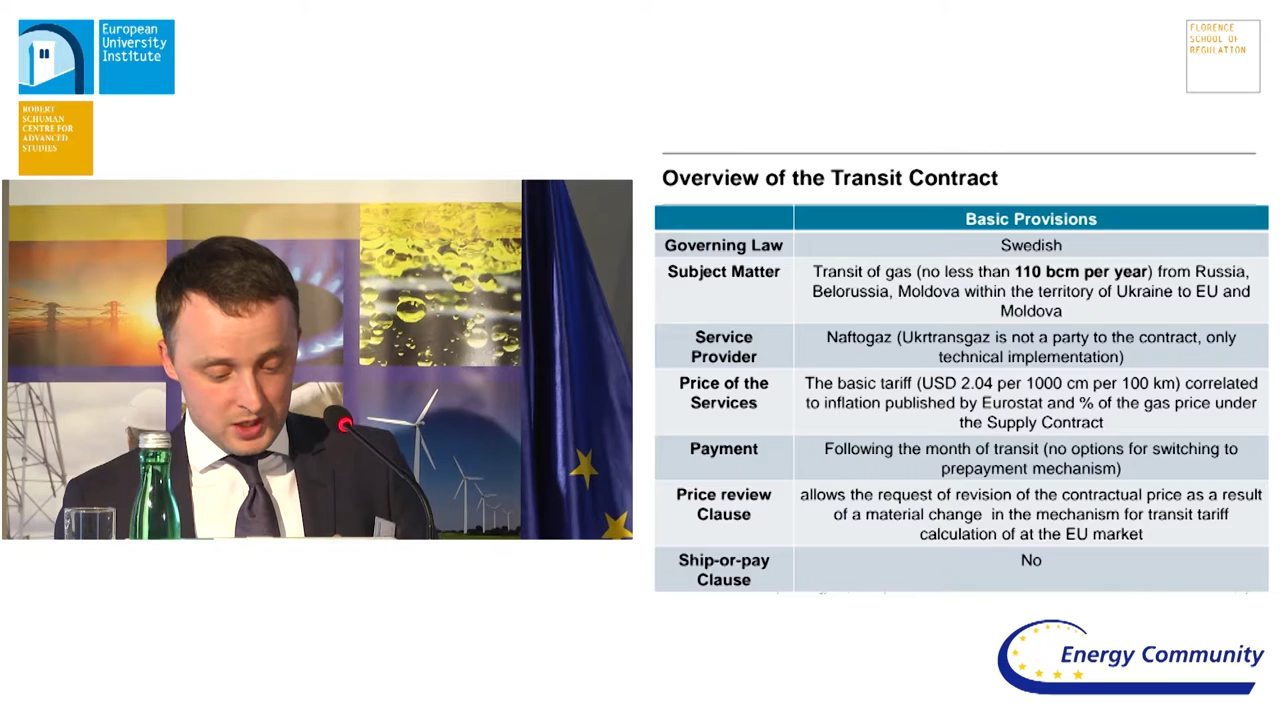 European
University
Institute
ROBERT
SCHUMAN
CENTRE FOR
ADVANCED
STUDIES
FLORENCE
SCHOOL OF
REGULATION
Overview of the Transit Contract
Basic Provisions
Governing Law
Swedish
Subject Matter
Transit of gas (no less than 110 bcm per year) from Russia,
Belorussia, Moldova within the territory of Ukraine to EU and
Moldova
Service
Provider
Naftogaz (Ukrtransgaz is not a party to the contract, only
technical implementation)
Price of the
Services
The basic tariff (USD 2.04 per 1000 cm per 100 km) correlated
to inflation published by Eurostat and % of the gas price under
the Supply Contract
Payment
Following the month of transit (no options for switching to
prepayment mechanism)
Price review
Clause
allows the request of revision of the contractual price as a result
of a material change in the mechanism for transit tariff
calculation of at the EU market
Ship-or-pay
Clause
No
Energy Community